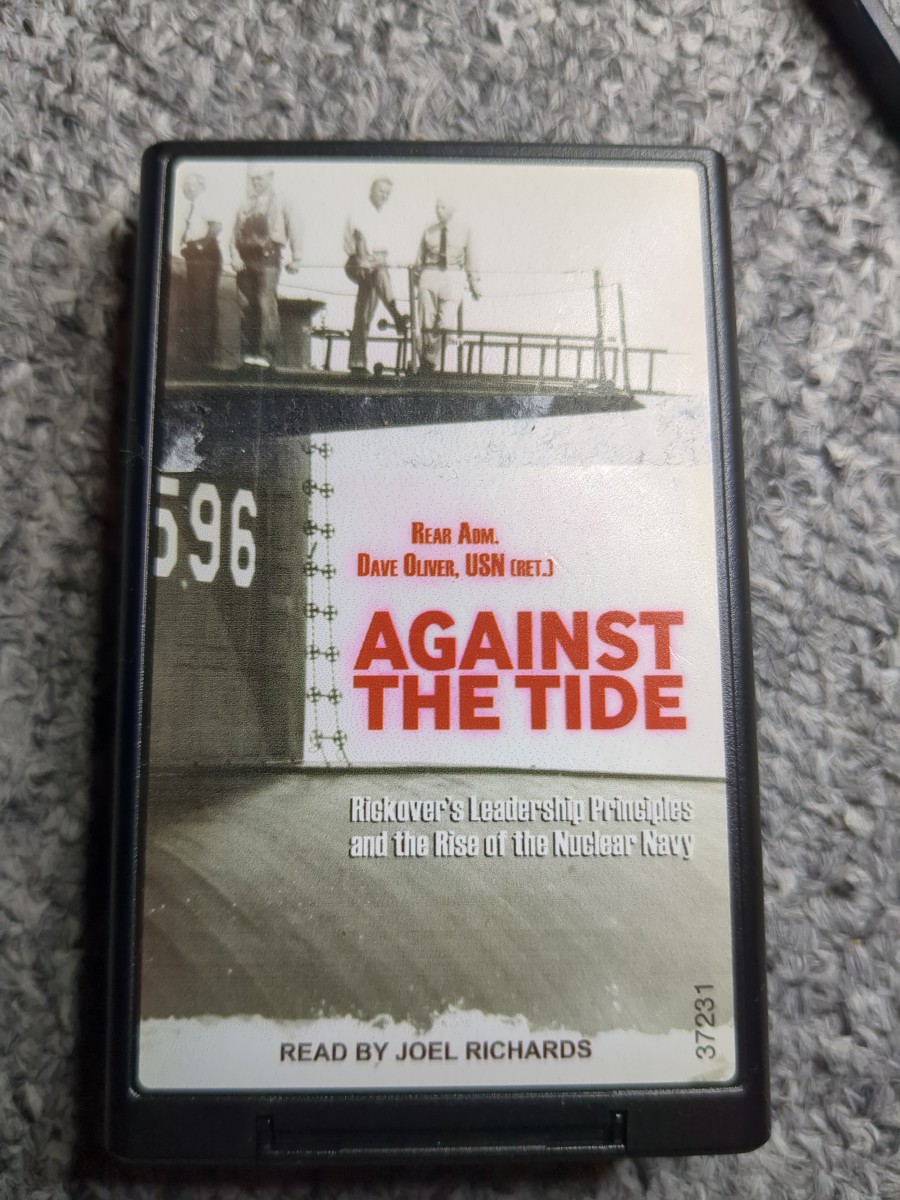 596
REAR ADM.
DAVE OLIVER, USN (RET.)
AGAINST
THE TIDE
Rickover's Leadership Principles
and the Rise of the Nuclear Navy
READ BY JOEL RICHARDS
37231